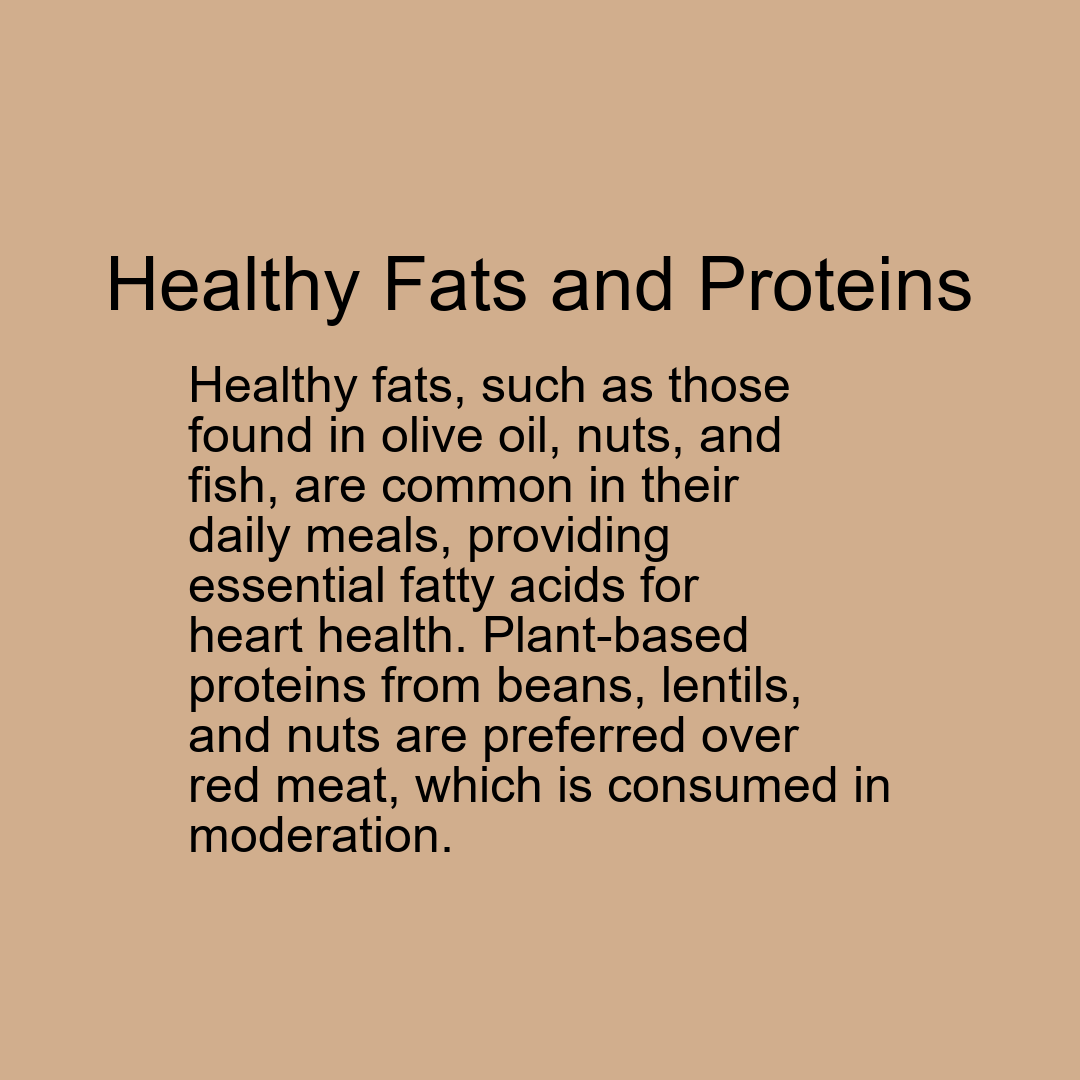 Healthy Fats and Proteins
Healthy fats, such as those
found in olive oil, nuts, and
fish, are common in their
daily meals, providing
essential fatty acids for
heart health. Plant-based
proteins from beans, lentils,
and nuts are preferred over
red meat, which is consumed in
moderation.